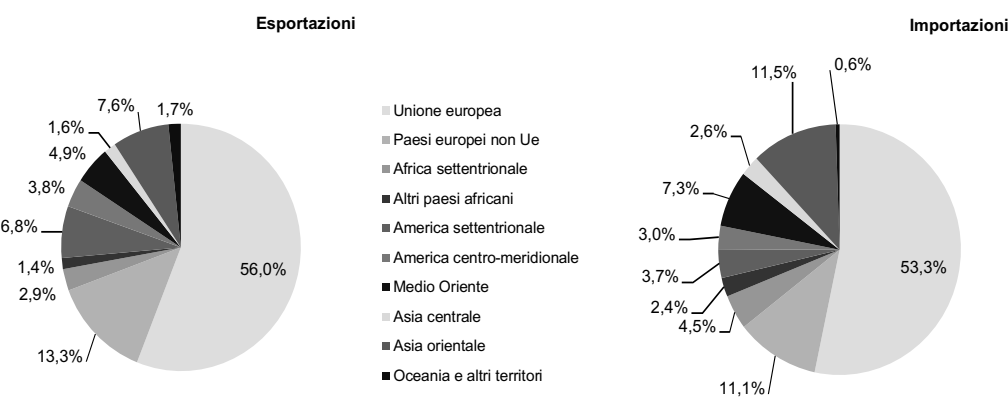 Esportazioni
7,6%
1,7%
1,6%
4,9%
3,8%
6,8%
1,4%
2,9%
13,3%
56,0%
Unione europea
Paesi europei non Ue
Africa settentrionale
Altri paesi africani
America settentrionale
America centro-meridionale
Medio Oriente
Asia centrale
Asia orientale
Oceania e altri territori
Importazioni
0,6%
11,5%
2,6%
7,3%
3,0%
3,7%
2,4%
4,5%
11,1%
53,3%